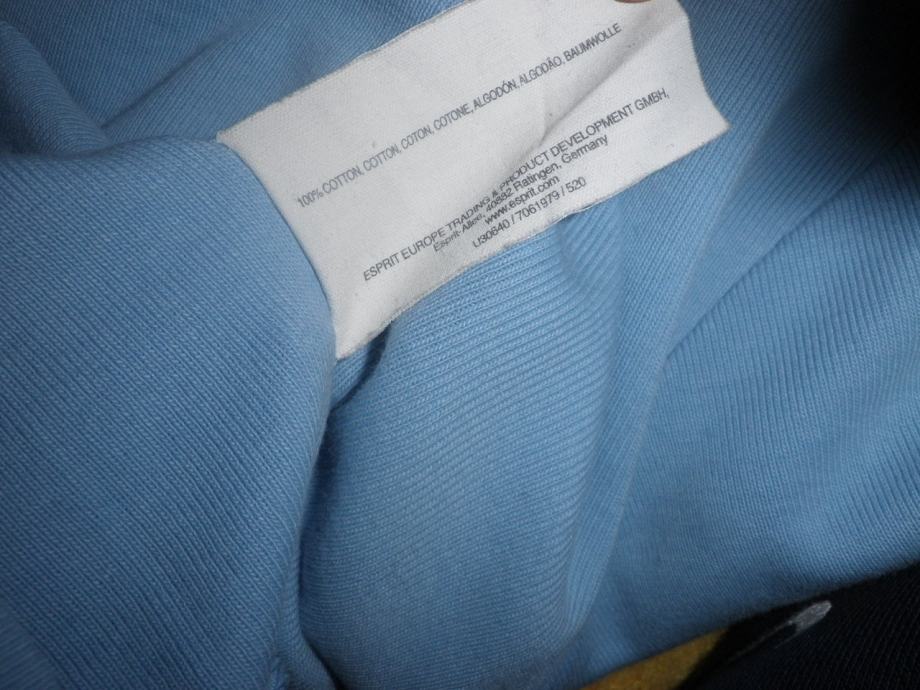 100% COTTON, COTTON, COTON, COTONE, ALGODÓN, ALGODÃO, BAUMWOLLE
ESPRIT EUROPE TRADING & PRODUCT DEVELOPMENT GMBH,
Esprit-Allee, 40882 Ratingen, Germany
www.esprit.com
U30640 / 7061979 / 520